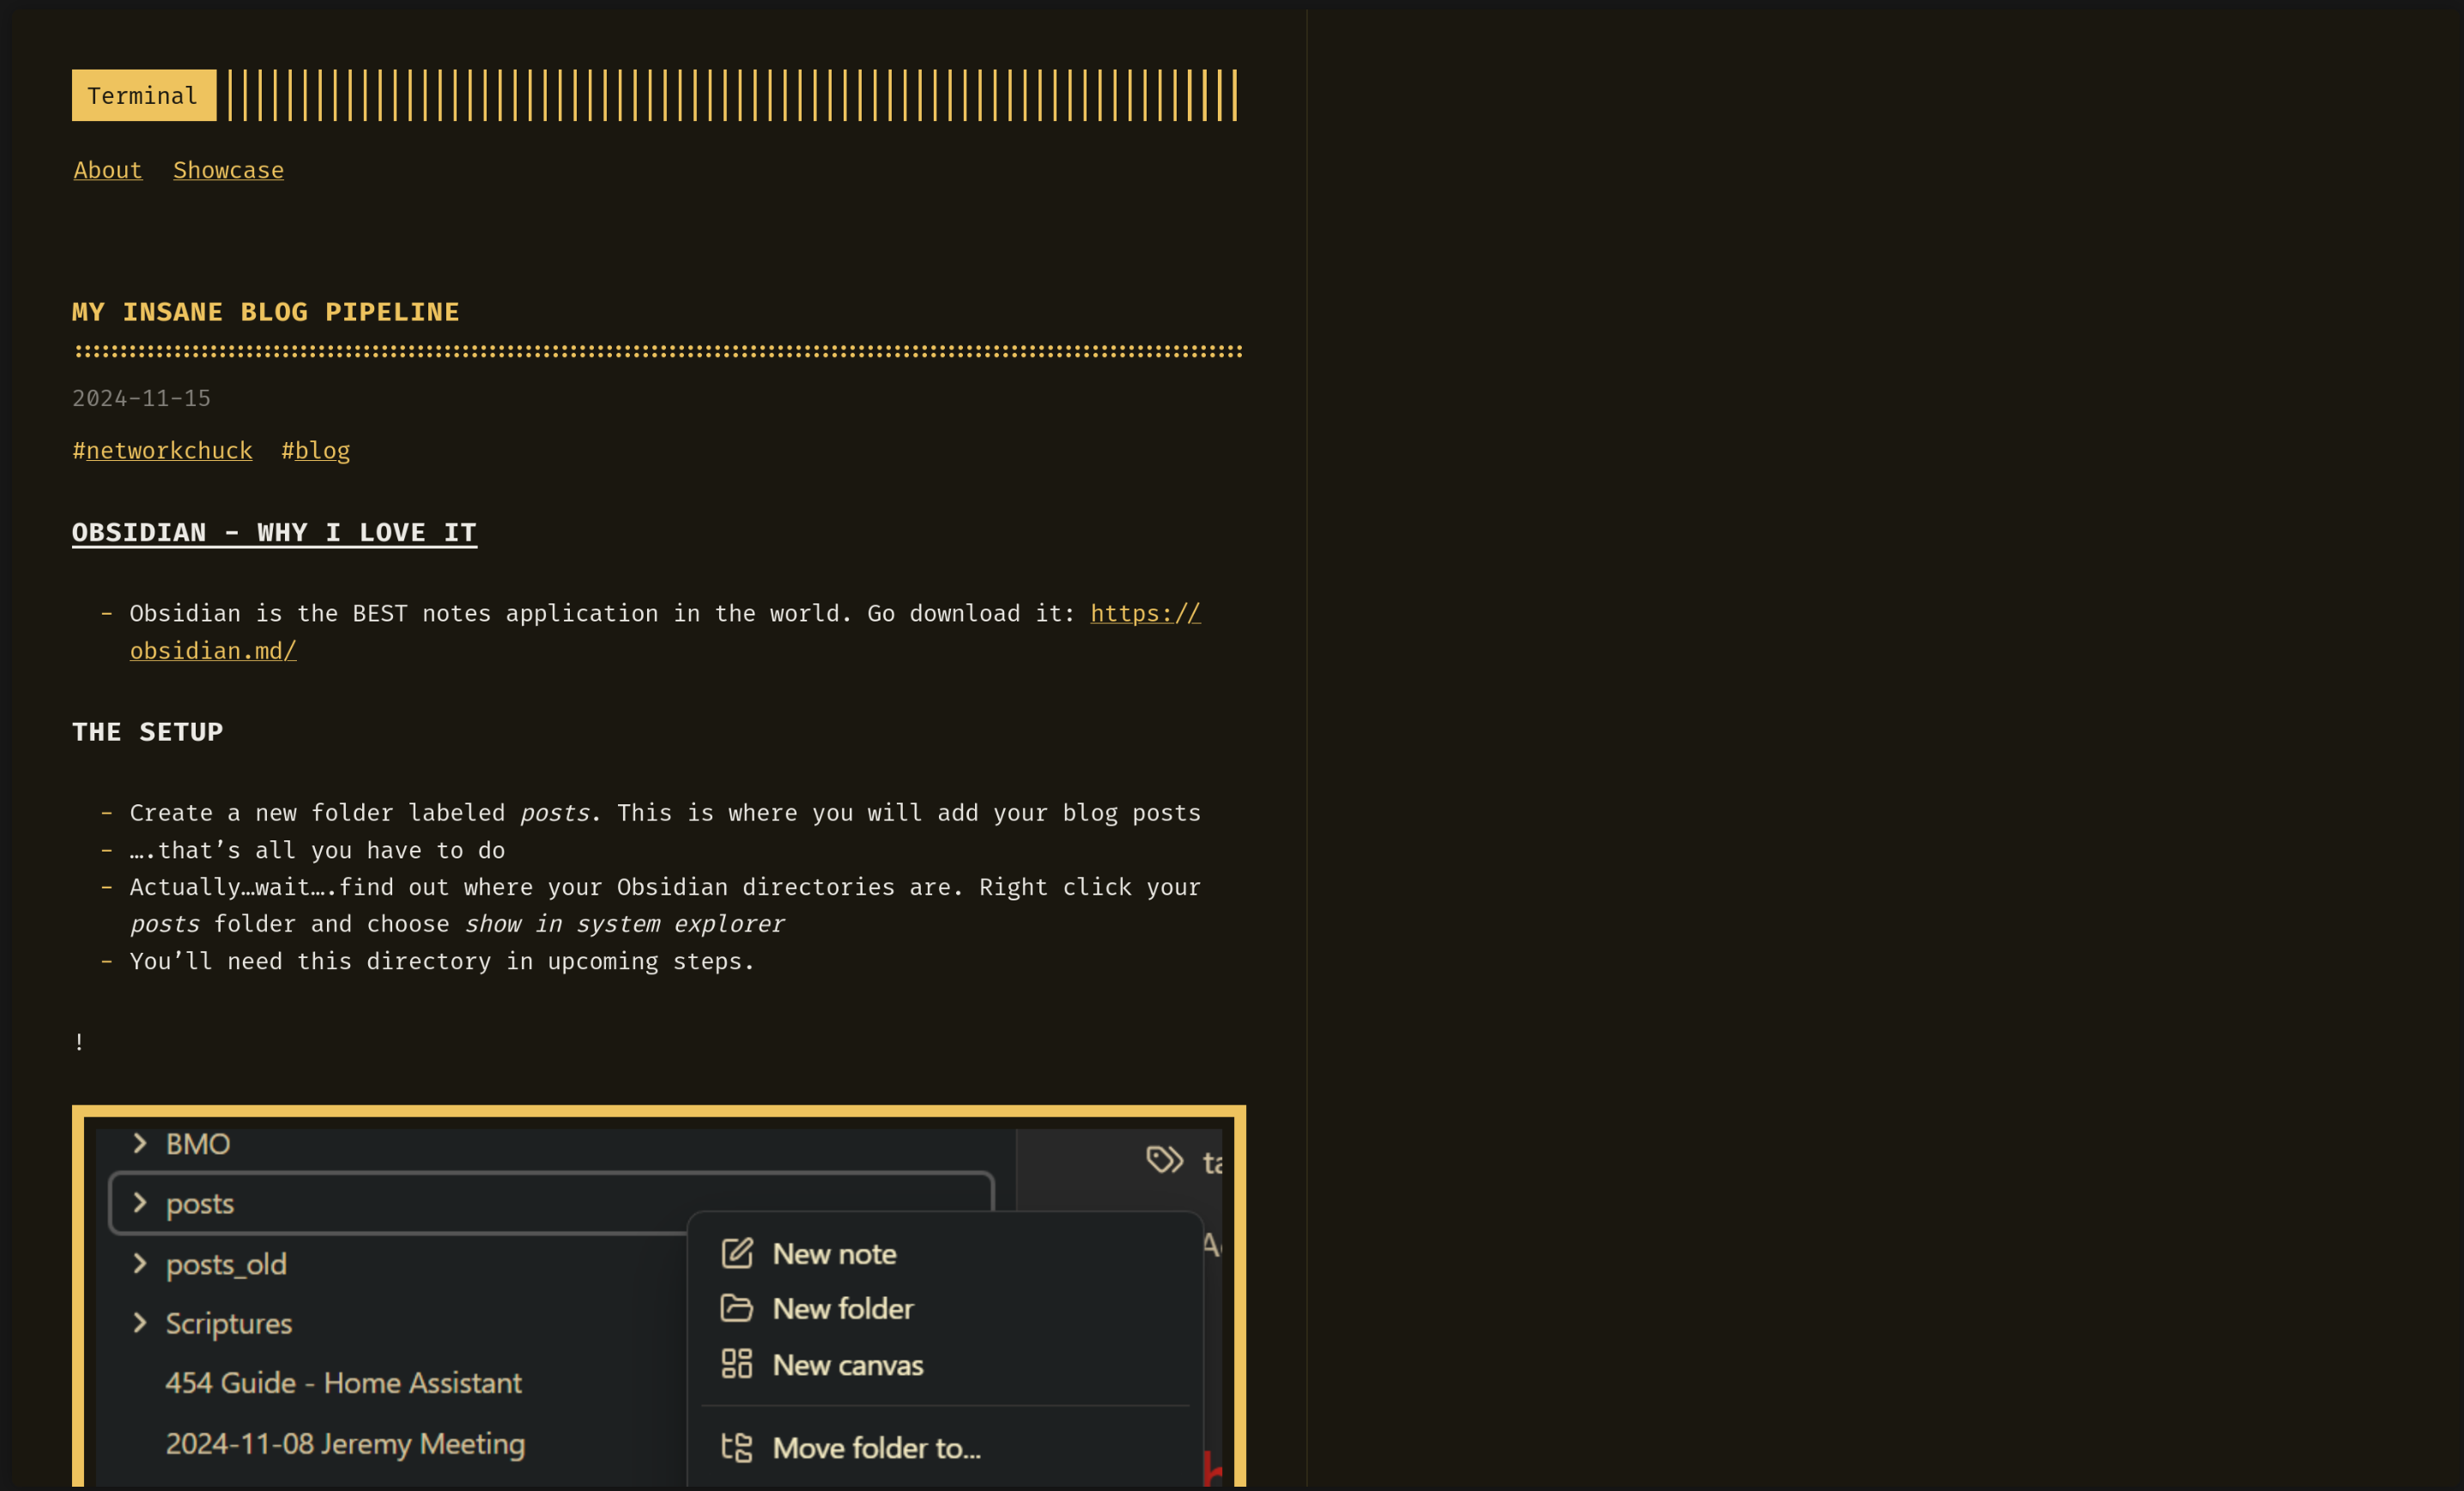 Terminal
About Showcase
MY INSANE BLOG PIPELINE
2024-11-15
#networkchuck #blog
OBSIDIAN - WHY I LOVE IT
- Obsidian is the BEST notes application in the world. Go download it: https://
obsidian.md/
THE SETUP
- Create a new folder labeled posts. This is where you will add your blog posts
- ….that’s all you have to do
- Actually…wait….find out where your Obsidian directories are. Right click your
posts folder and choose show in system explorer
- You’ll need this directory in upcoming steps.
!
BMO
posts
posts_old
Scriptures
454 Guide - Home Assistant
2024-11-08 Jeremy Meeting
New note
New folder
New canvas
Move folder to...